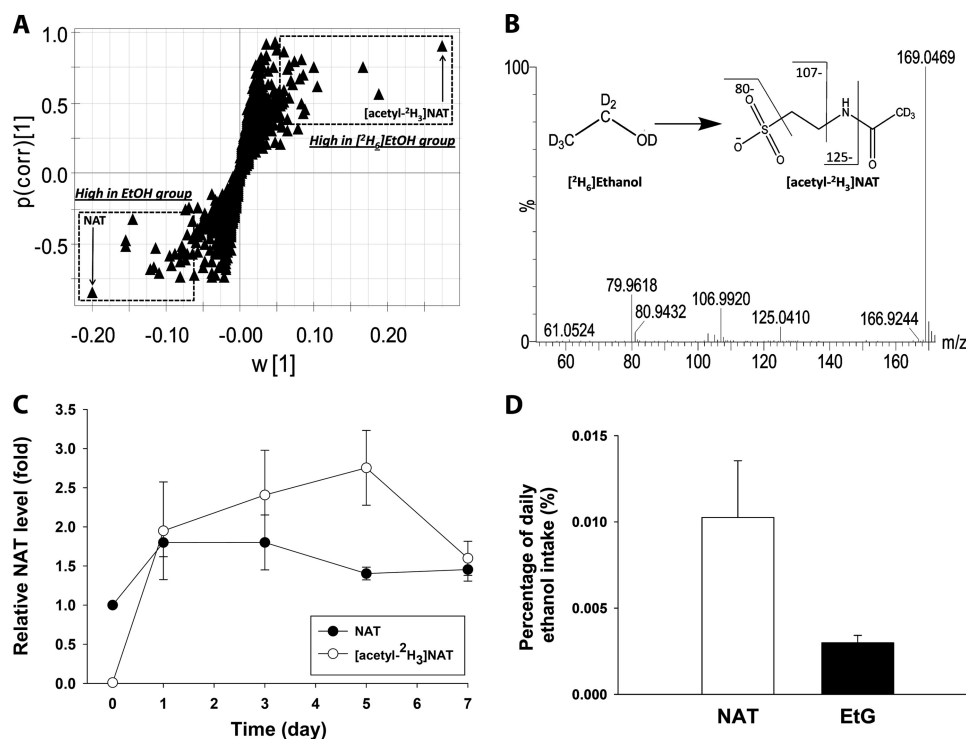 A
1.0
0.5
0.0
-0.5
p(corr)[1]
[acetyl-²H₃]NAT
High in [²H₆]EtOH group
High in EtOH group
NAT
-0.20
-0.10
-0.00
0.10
0.20
w [1]
B
100
%
0
169.0469
80-
107-
125-
D₂
C
D₃C
OD
O
S
O
⁻O
H
N
O
CD₃
[²H₆]Ethanol
[acetyl-²H₃]NAT
79.9618
80.9432
106.9920
125.0410
166.9244
61.0524
60
80
100
120
140
160
m/z
C
Relative NAT level (fold)
3.5
3.0
2.5
2.0
1.5
1.0
0.5
0.0
NAT
[acetyl-²H₃]NAT
0
1
3
5
7
Time (day)
D
Percentage of daily
ethanol intake (%)
0.015
0.010
0.005
0.000
NAT
EtG